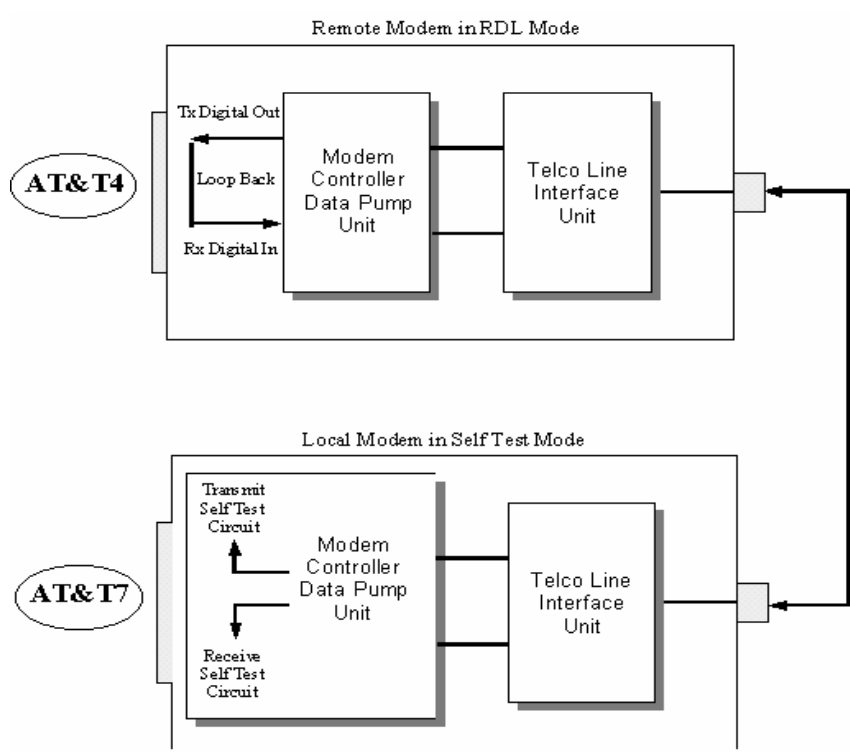 Remote Modem in RDL Mode
Tx Digital Out
AT&T4
Loop Back
Rx Digital In
Modem
Controller
Data Pump
Unit
Telco Line
Interface
Unit
Local Modem in Self Test Mode
Transmit
Self Test
Circuit
AT&T7
Modem
Controller
Data Pump
Unit
Receive
Self Test
Circuit
Telco Line
Interface
Unit